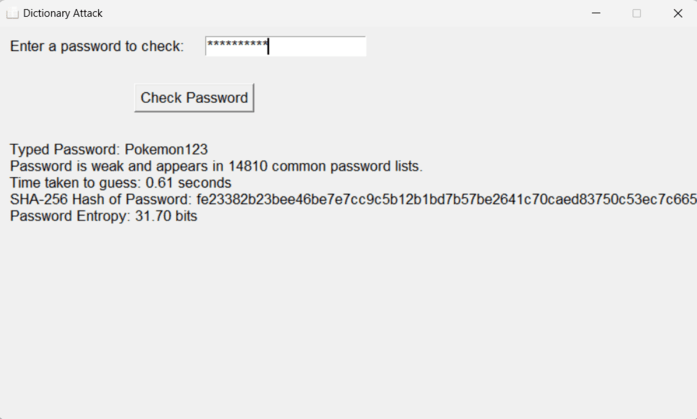 Dictionary Attack
Enter a password to check: **********
Check Password
Typed Password: Pokemon123
Password is weak and appears in 14810 common password lists.
Time taken to guess: 0.61 seconds
SHA-256 Hash of Password: fe23382b23bee46be7e7cc9c5b12b1bd7b57be2641c70caed83750c53ec7c665
Password Entropy: 31.70 bits